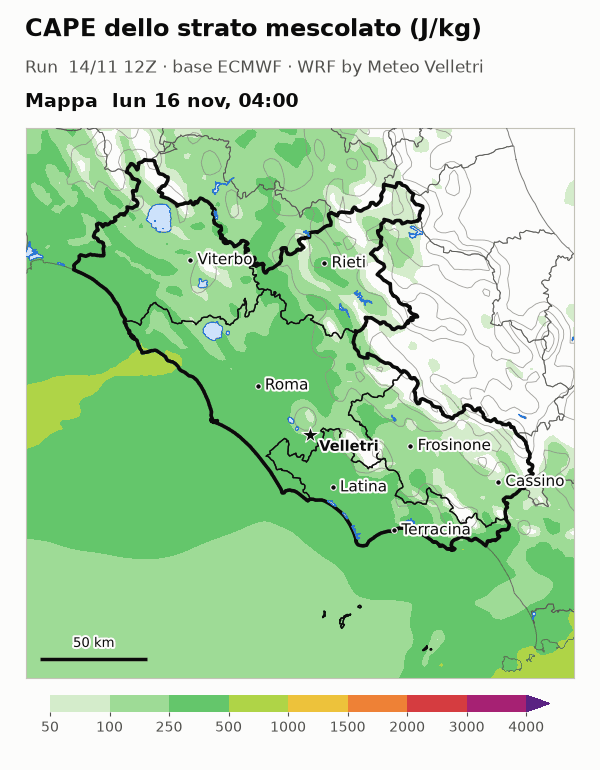 CAPE dello strato mescolato (J/kg)
Run  14/11 12Z · base ECMWF · WRF by Meteo Velletri
Mappa  lun 16 nov, 04:00
Viterbo
Rieti
Roma
Velletri
Frosinone
Cassino
Latina
Terracina
50 km
50 100 250 500 1000 1500 2000 3000 4000